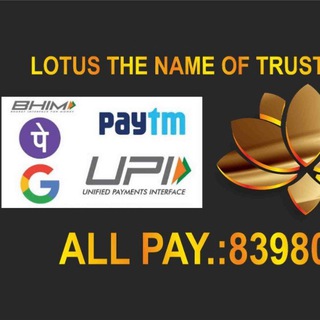 LOTUS THE NAME OF TRUST
BHIM
paytm
पे
G
UPI
UNIFIED PAYMENTS INTERFACE
ALL PAY.:83980